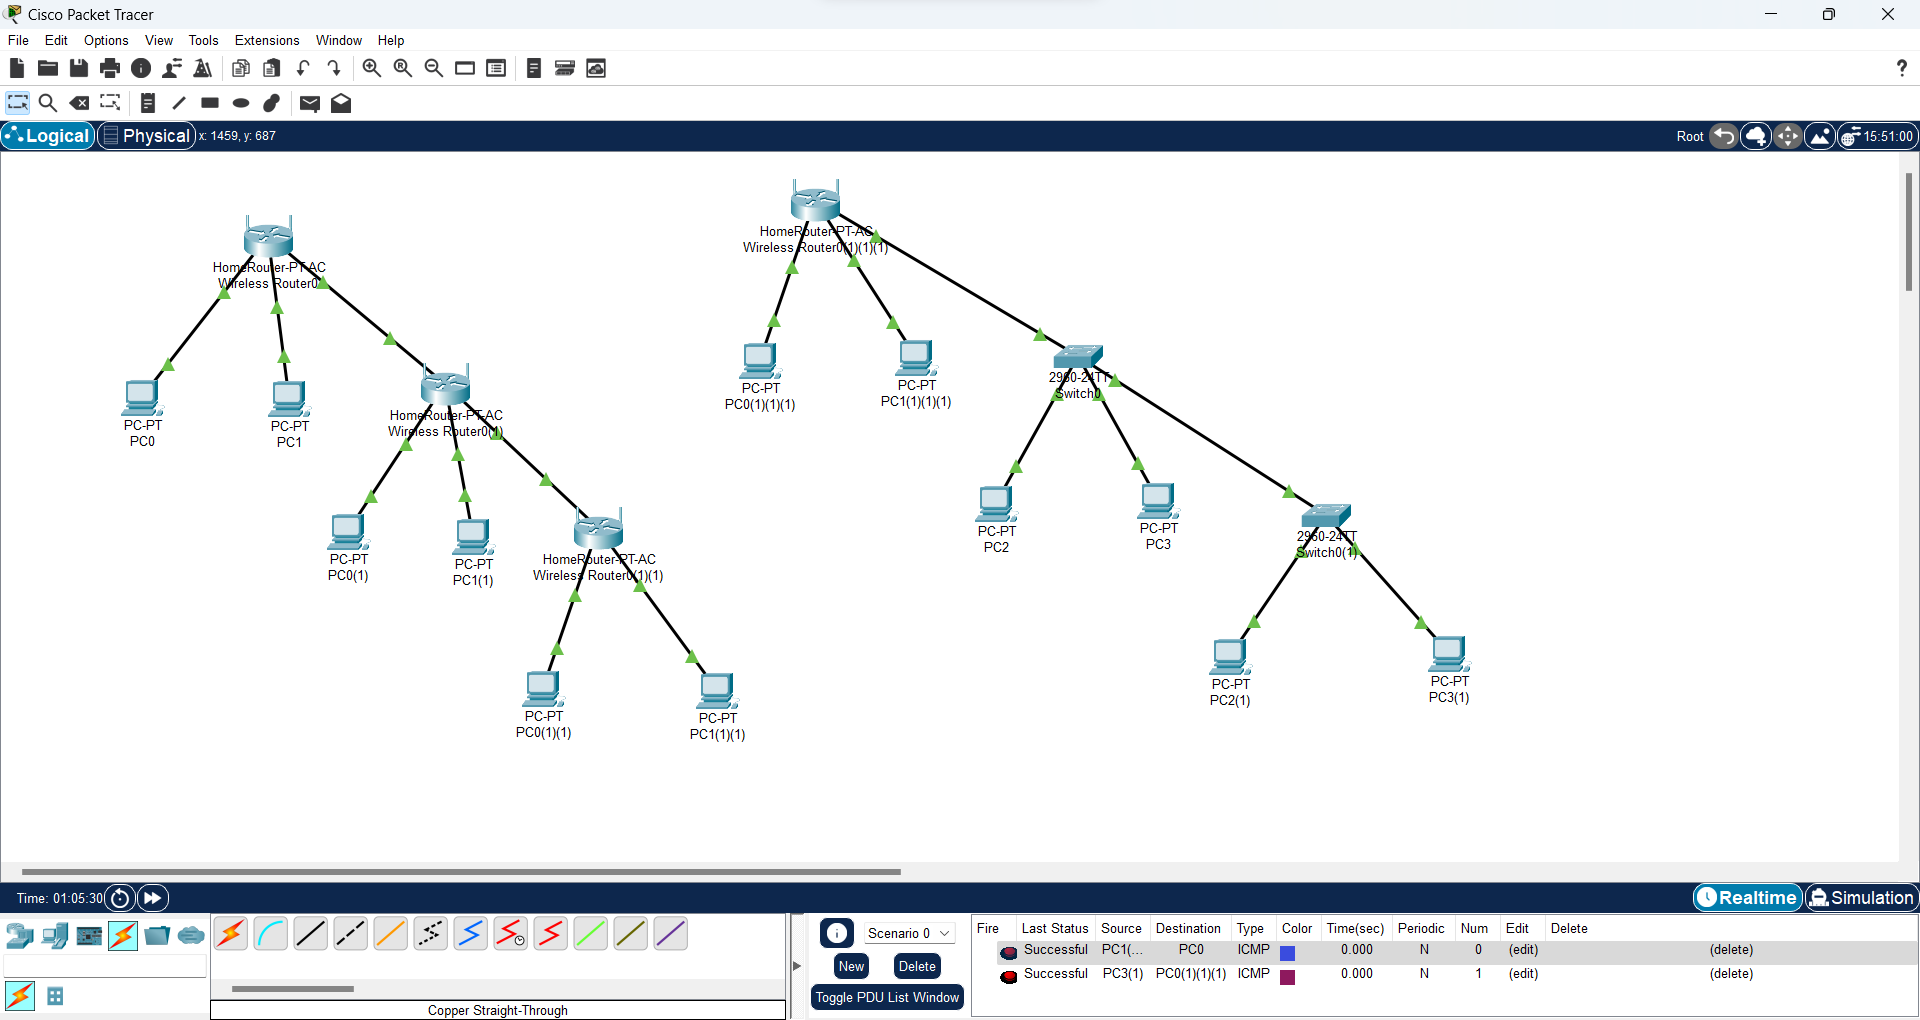 Cisco Packet Tracer
File Edit Options View Tools Extensions Window Help
Logical Physical x: 1459, y: 687 Root 15:51:00
HomeRouter-PT-AC
Wireless Router0
PC-PT
PC0
PC-PT
PC1
HomeRouter-PT-AC
Wireless Router0(1)
PC-PT
PC0(1)
PC-PT
PC1(1)
HomeRouter-PT-AC
Wireless Router0(1)(1)
PC-PT
PC0(1)(1)
PC-PT
PC1(1)(1)
HomeRouter-PT-AC
Wireless Router0(1)(1)(1)
PC-PT
PC0(1)(1)(1)
PC-PT
PC1(1)(1)(1)
2960-24TT
Switch0
PC-PT
PC2
PC-PT
PC3
2960-24TT
Switch0(1)
PC-PT
PC2(1)
PC-PT
PC3(1)
Time: 01:05:30 Realtime Simulation
Copper Straight-Through
Scenario 0
New Delete
Toggle PDU List Window
Fire Last Status Source Destination Type Color Time(sec) Periodic Num Edit Delete
Successful PC1(... PC0 ICMP 0.000 N 0 (edit) (delete)
Successful PC3(1) PC0(1)(1)(1) ICMP 0.000 N 1 (edit) (delete)